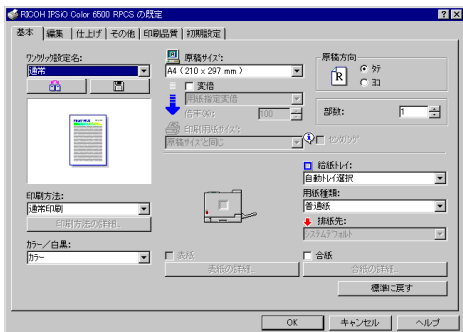 RICOH IPSiO Color 6500 RPCS の既定
基本 編集 仕上げ その他 印刷品質 初期設定
ワンクリック設定名:
通常
原稿サイズ:
A4 (210 x 297 mm)
変倍
用紙指定変倍
倍率(%):
100
印刷用紙サイズ:
原稿サイズと同じ
原稿方向
R
タテ
ヨコ
部数:
1
印刷方法:
通常印刷
印刷方法の詳細...
カラー/白黒:
カラー
給紙トレイ:
自動トレイ選択
用紙種類:
普通紙
排紙先:
システムデフォルト
表紙
表紙の詳細...
合紙
合紙の詳細...
標準に戻す
OK キャンセル ヘルプ